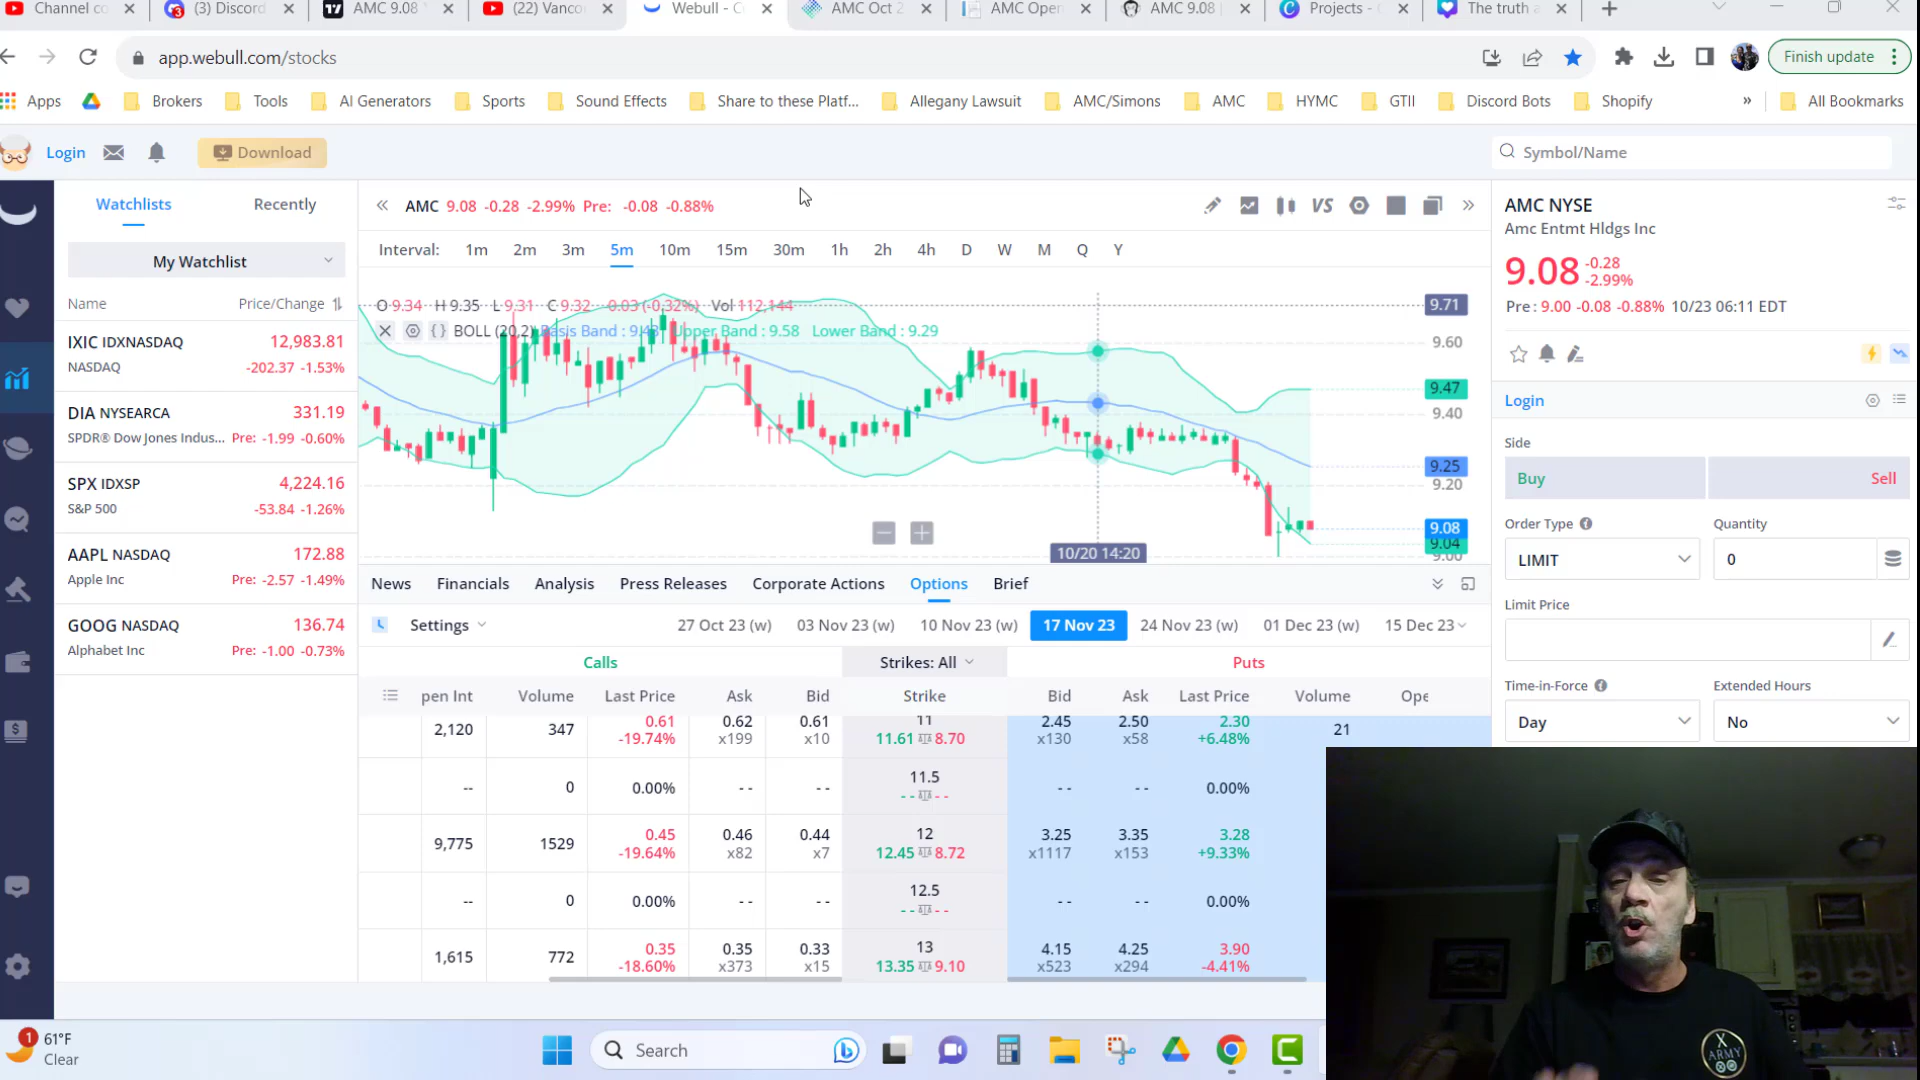 Channel co
(3) Discord
AMC 9.08
(22) Vanco
Webull - C
AMC Oct 2
AMC Open
AMC 9.08
Projects -
The truth
app.webull.com/stocks
Finish update
Apps
Brokers
Tools
AI Generators
Sports
Sound Effects
Share to these Platf...
Allegany Lawsuit
AMC/Simons
AMC
HYMC
GTII
Discord Bots
Shopify
»
All Bookmarks
Login
Download
Symbol/Name
Watchlists
Recently
My Watchlist
Name
Price/Change
IXIC IDXNASDAQ 12,983.81
NASDAQ -202.37 -1.53%
DIA NYSEARCA 331.19
SPDR® Dow Jones Indus... Pre: -1.99 -0.60%
SPX IDXSP 4,224.16
S&P 500 -53.84 -1.26%
AAPL NASDAQ 172.88
Apple Inc Pre: -2.57 -1.49%
GOOG NASDAQ 136.74
Alphabet Inc Pre: -1.00 -0.73%
AMC 9.08 -0.28 -2.99% Pre: -0.08 -0.88%
VS
Interval: 1m 2m 3m 5m 10m 15m 30m 1h 2h 4h D W M Q Y
O 9.34 H 9.35 L 9.31 C 9.32 -0.03 (-0.32%) Vol 112,144
BOLL (20,2) Basis Band : 9.43 Upper Band : 9.58 Lower Band : 9.29
9.71
9.60
9.47
9.40
9.25
9.20
9.08
9.04
9.00
10/20 14:20
News Financials Analysis Press Releases Corporate Actions Options Brief
Settings 27 Oct 23 (w) 03 Nov 23 (w) 10 Nov 23 (w) 17 Nov 23 24 Nov 23 (w) 01 Dec 23 (w) 15 Dec 23
Calls Strikes: All Puts
pen Int Volume Last Price Ask Bid Strike Bid Ask Last Price Volume Ope
2,120 347 0.61 0.62 0.61 11 2.45 2.50 2.30 21
-19.74% x199 x10 11.61 8.70 x130 x58 +6.48%
-- 0 0.00% - - - - 11.5 - - - - 0.00%
- - - -
9,775 1529 0.45 0.46 0.44 12 3.25 3.35 3.28
-19.64% x82 x7 12.45 8.72 x1117 x153 +9.33%
-- 0 0.00% - - - - 12.5 - - - - 0.00%
- - - -
1,615 772 0.35 0.35 0.33 13 4.15 4.25 3.90
-18.60% x373 x15 13.35 9.10 x523 x294 -4.41%
AMC NYSE
Amc Entmt Hldgs Inc
9.08 -0.28
-2.99%
Pre : 9.00 -0.08 -0.88% 10/23 06:11 EDT
Login
Side
Buy Sell
Order Type Quantity
LIMIT 0
Limit Price
Time-in-Force Extended Hours
Day No
X
ARMY
1
61°F
Clear
Search